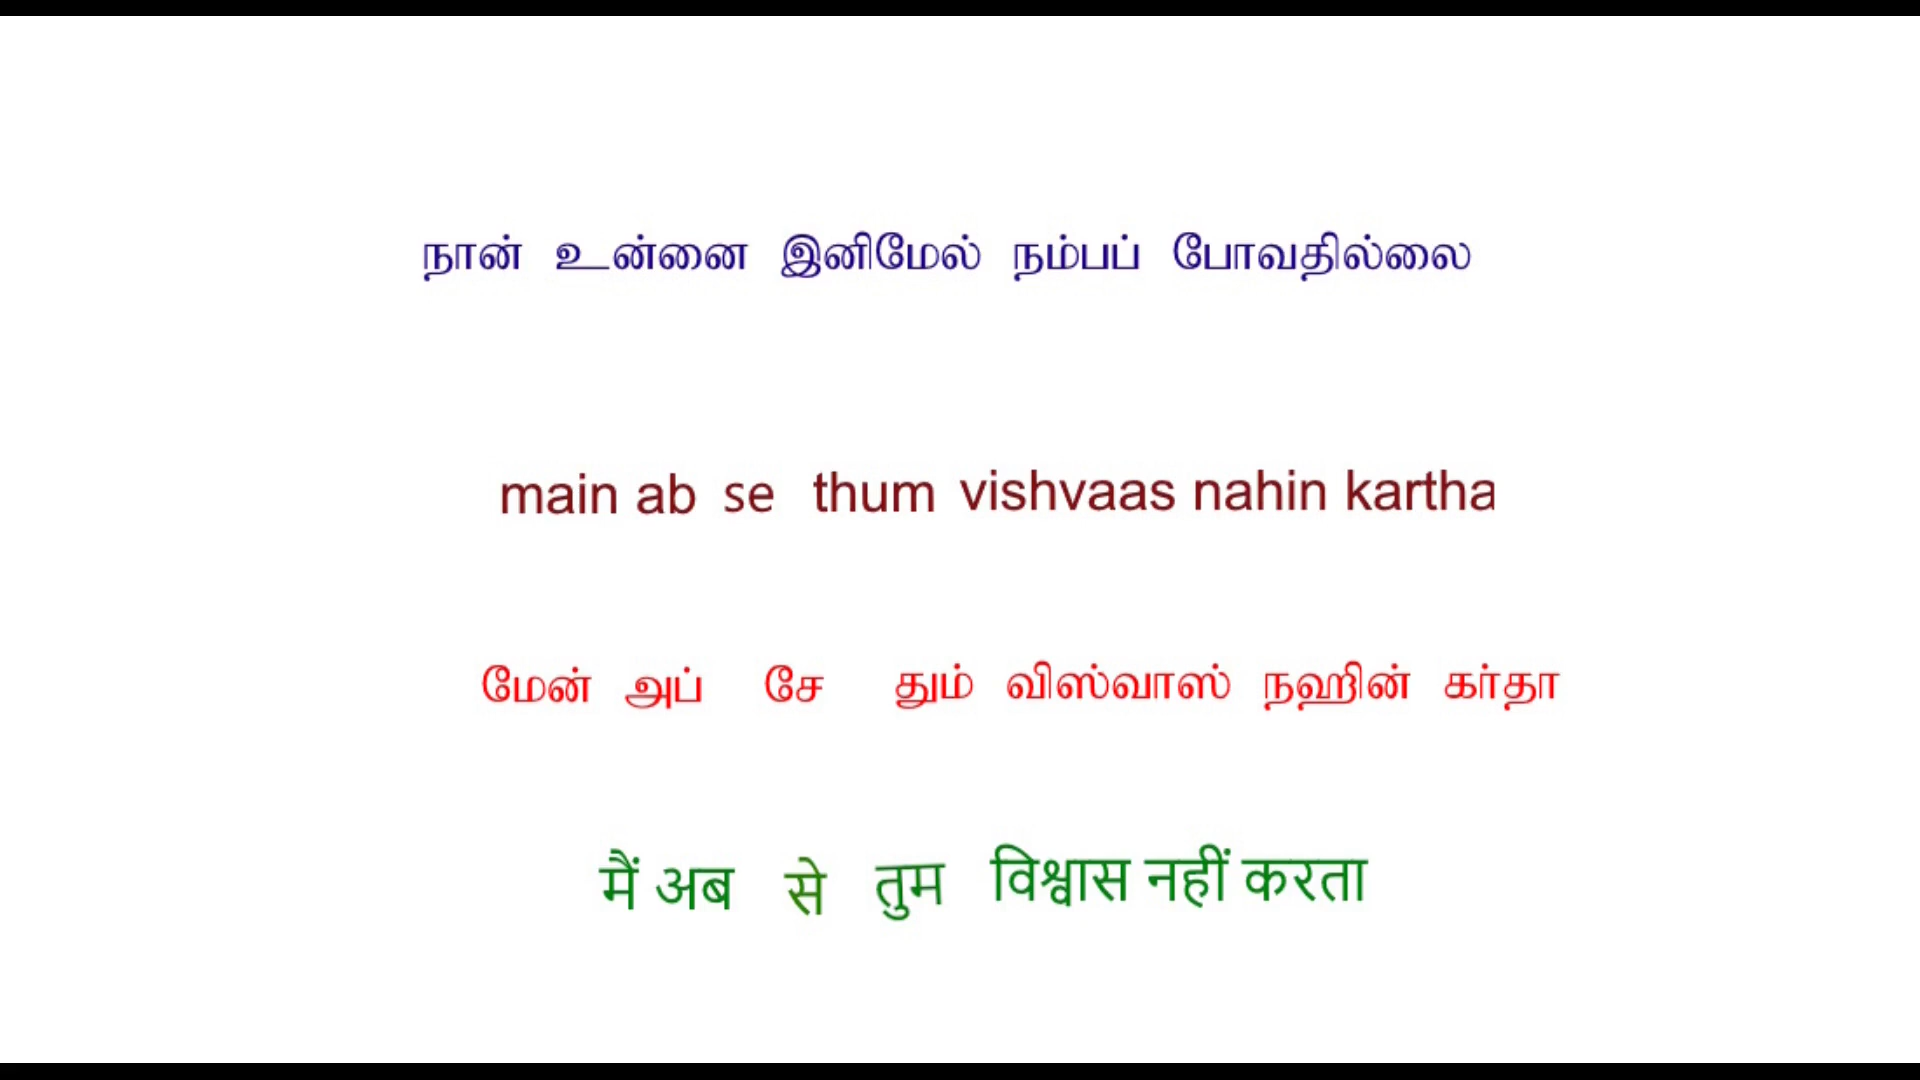 நான் உன்னை இனிமேல் நம்பப் போவதில்லை
main ab se thum vishvaas nahin kartha
மேன் அப் சே தும் விஸ்வாஸ் நஹின் கர்தா
मैं अब से तुम विश्वास नहीं करता